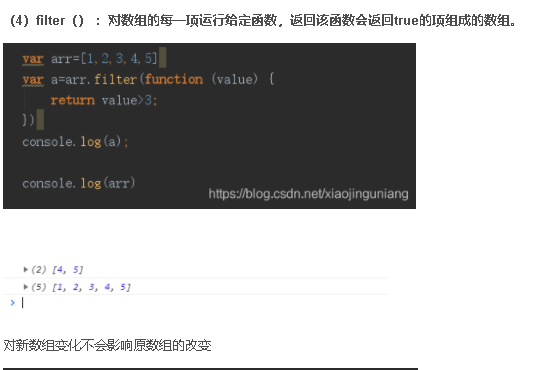 (4) filter () : 对数组的每一项运行给定函数，返回该函数会返回true的项组成的数组。
var arr=[1,2,3,4,5]
var a=arr.filter(function (value) {
return value>3;
})
console.log(a);
console.log(arr)
https://blog.csdn.net/xiaojinguniang
▶(2) [4, 5]
▶(5) [1, 2, 3, 4, 5]
>
对新数组变化不会影响原数组的改变